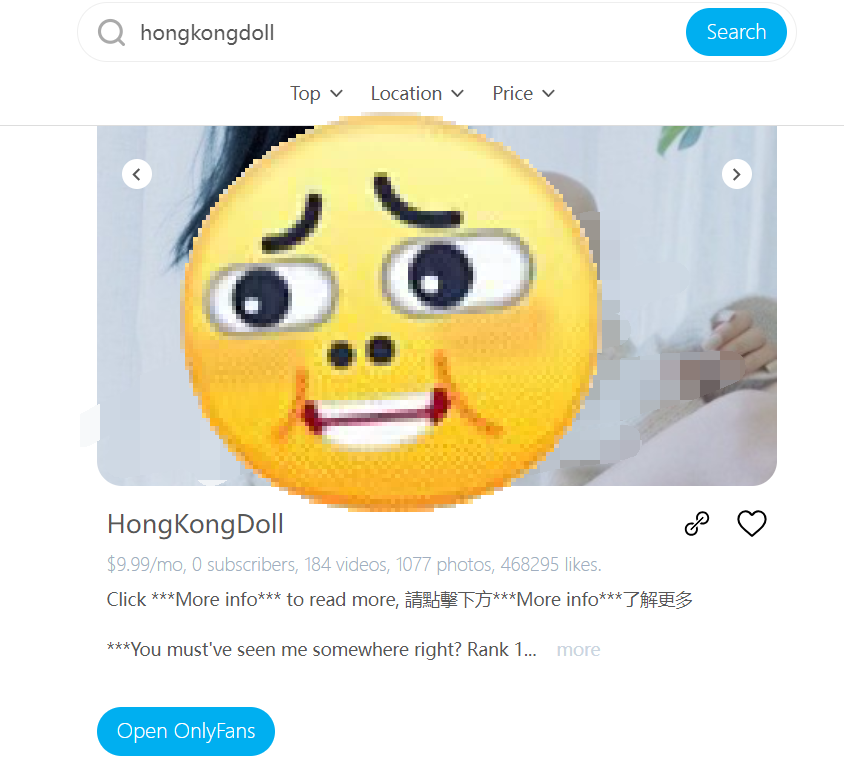 hongkongdoll
Search
Top Location Price
HongKongDoll
$9.99/mo, 0 subscribers, 184 videos, 1077 photos, 468295 likes.
Click ***More info*** to read more, 請點擊下方***More info***了解更多
***You must've seen me somewhere right? Rank 1... more
Open OnlyFans